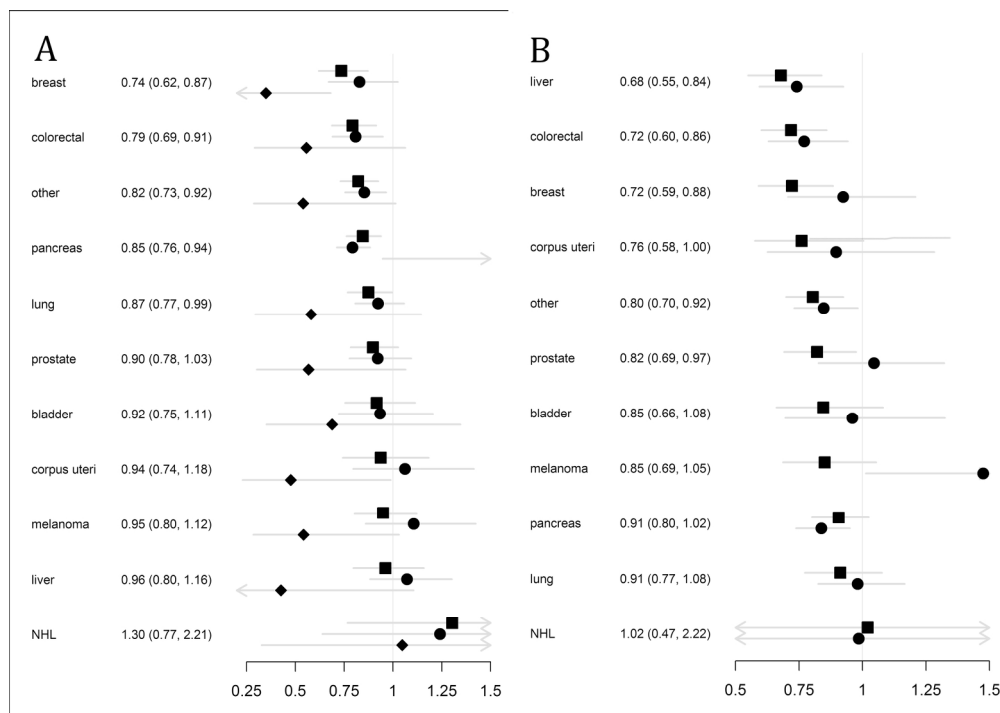 A
breast 0.74 (0.62, 0.87)
colorectal 0.79 (0.69, 0.91)
other 0.82 (0.73, 0.92)
pancreas 0.85 (0.76, 0.94)
lung 0.87 (0.77, 0.99)
prostate 0.90 (0.78, 1.03)
bladder 0.92 (0.75, 1.11)
corpus uteri 0.94 (0.74, 1.18)
melanoma 0.95 (0.80, 1.12)
liver 0.96 (0.80, 1.16)
NHL 1.30 (0.77, 2.21)
0.25 0.75 1 1.25 1.5
B
liver 0.68 (0.55, 0.84)
colorectal 0.72 (0.60, 0.86)
breast 0.72 (0.59, 0.88)
corpus uteri 0.76 (0.58, 1.00)
other 0.80 (0.70, 0.92)
prostate 0.82 (0.69, 0.97)
bladder 0.85 (0.66, 1.08)
melanoma 0.85 (0.69, 1.05)
pancreas 0.91 (0.80, 1.02)
lung 0.91 (0.77, 1.08)
NHL 1.02 (0.47, 2.22)
0.5 0.75 1 1.25 1.5